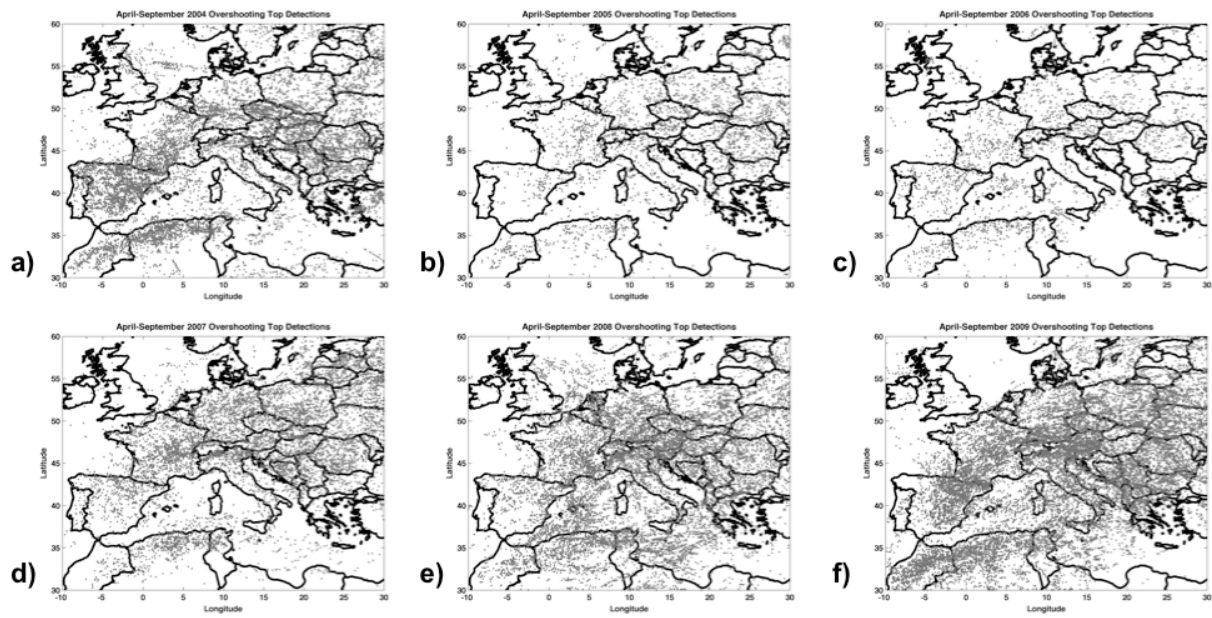 April-September 2004 Overshooting Top Detections
60
55
50
45
40
35
30
Latitude
-10 -5 0 5 10 15 20 25 30
Longitude
a)
April-September 2005 Overshooting Top Detections
60
55
50
45
40
35
30
Latitude
-10 -5 0 5 10 15 20 25 30
Longitude
b)
April-September 2006 Overshooting Top Detections
60
55
50
45
40
35
30
Latitude
-10 -5 0 5 10 15 20 25 30
Longitude
c)
April-September 2007 Overshooting Top Detections
60
55
50
45
40
35
30
Latitude
-10 -5 0 5 10 15 20 25 30
Longitude
d)
April-September 2008 Overshooting Top Detections
60
55
50
45
40
35
30
Latitude
-10 -5 0 5 10 15 20 25 30
Longitude
e)
April-September 2009 Overshooting Top Detections
60
55
50
45
40
35
30
Latitude
-10 -5 0 5 10 15 20 25 30
Longitude
f)